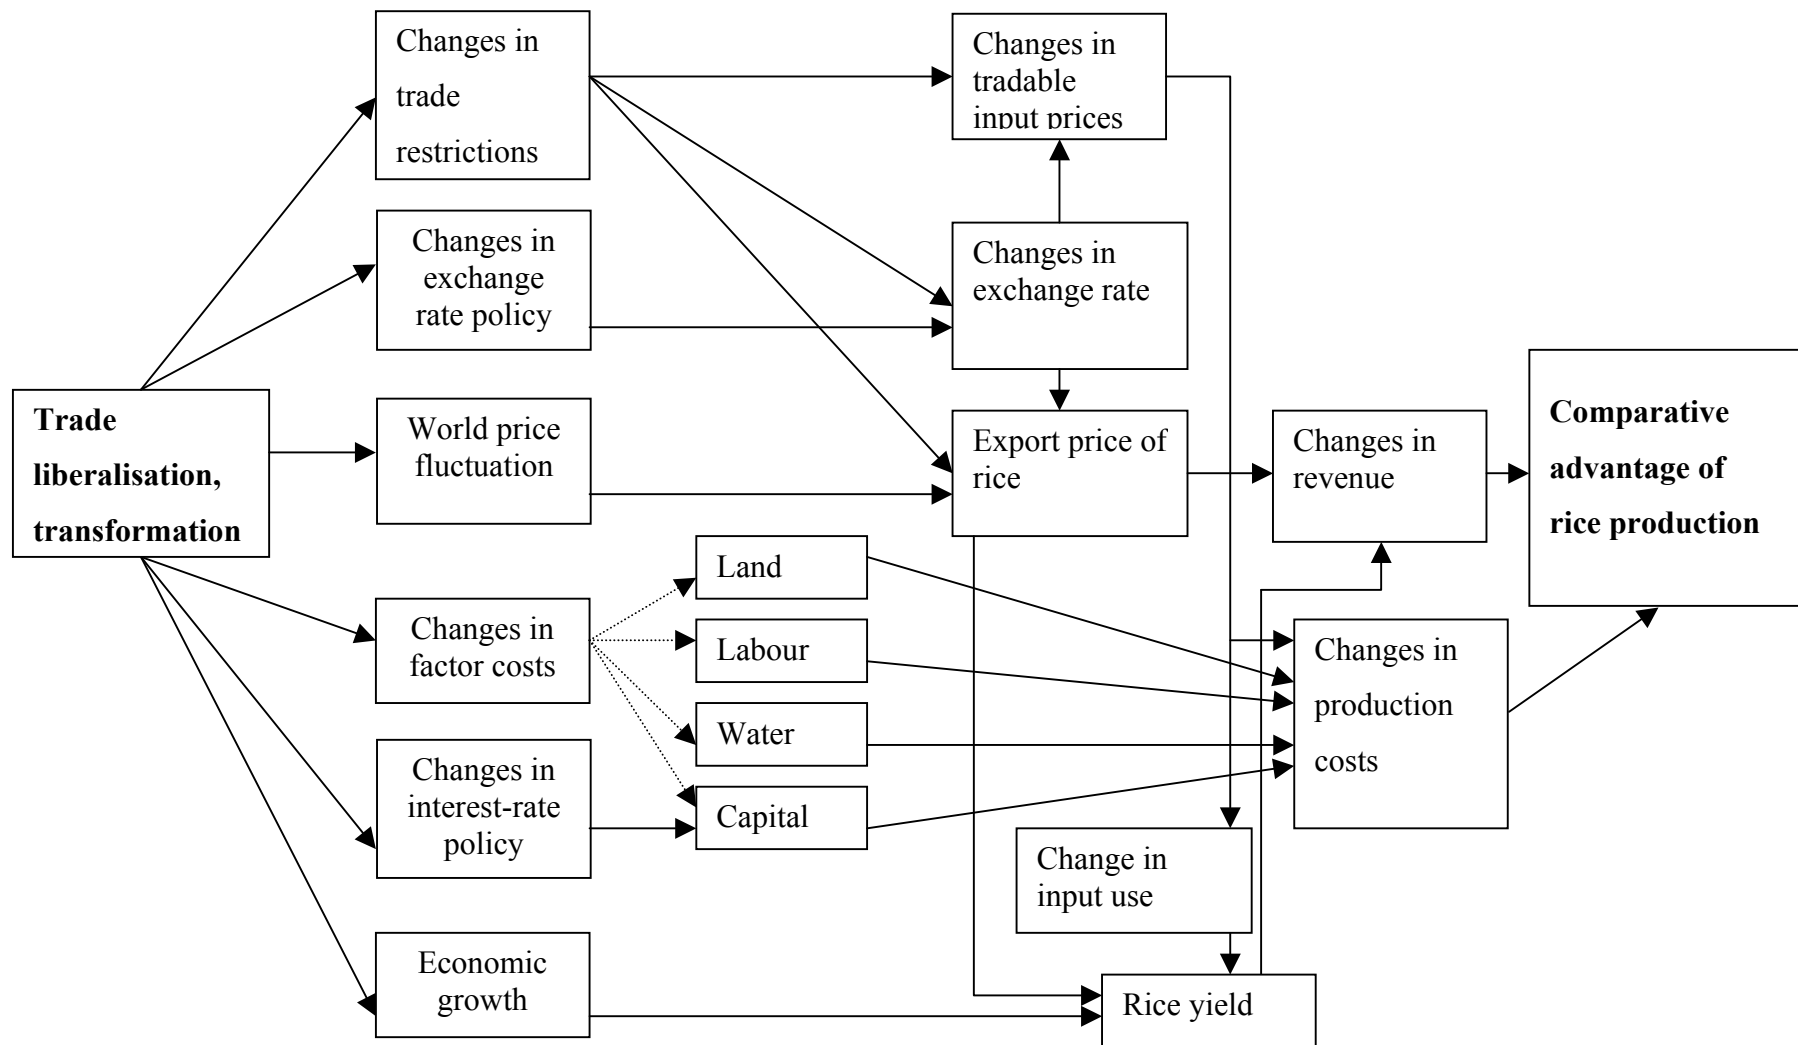 Changes in
trade
restrictions
Changes in
tradable
input prices
Changes in
exchange
rate policy
Changes in
exchange rate
Trade
liberalisation,
transformation
World price
fluctuation
Export price of
rice
Changes in
revenue
Comparative
advantage of
rice production
Land
Changes in
factor costs
Labour
Water
Changes in
production
costs
Changes in
interest-rate
policy
Capital
Change in
input use
Economic
growth
Rice yield